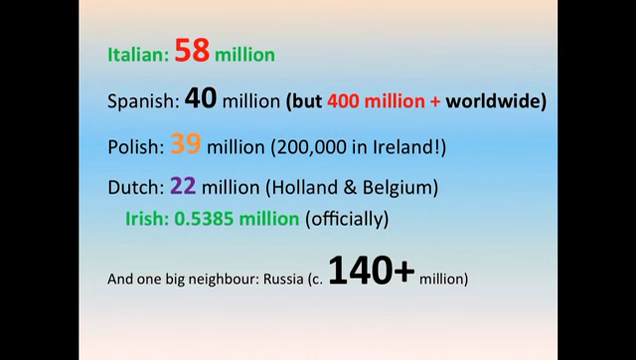 Italian: 58 million
Spanish: 40 million (but 400 million + worldwide)
Polish: 39 million (200,000 in Ireland!)
Dutch: 22 million (Holland & Belgium)
Irish: 0.5385 million (officially)
And one big neighbour: Russia (c. 140+ million)